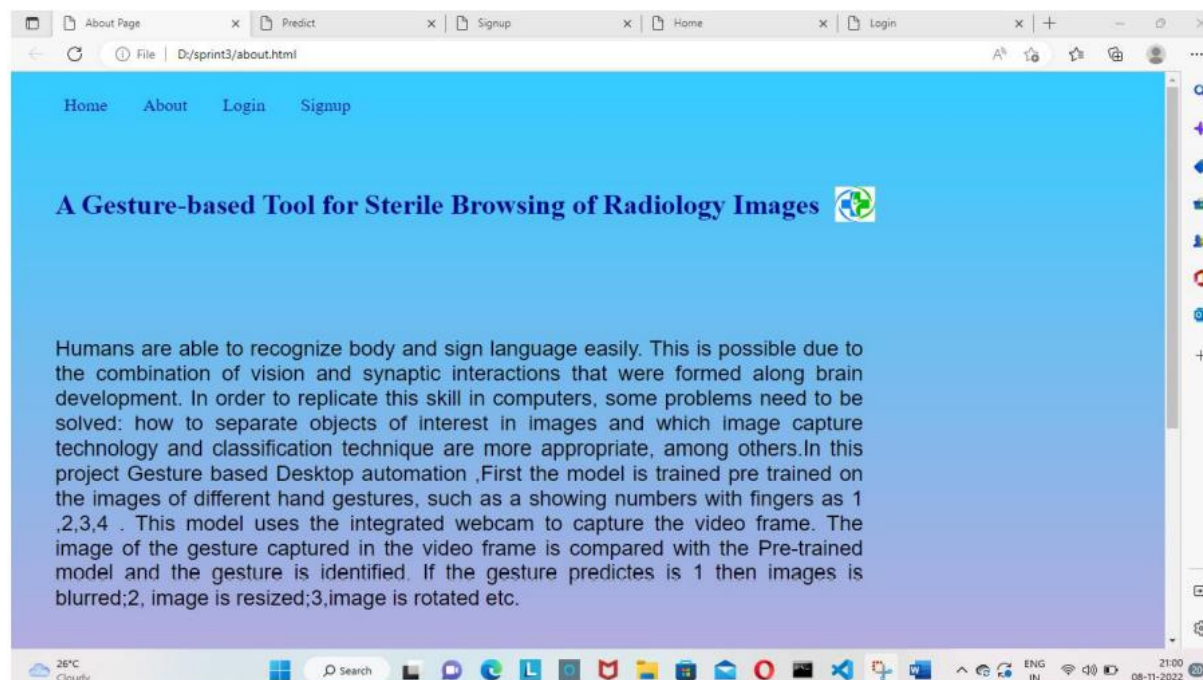 About Page
Predict
Signup
Home
Login
File
D:/sprint3/about.html
Home About Login Signup
A Gesture-based Tool for Sterile Browsing of Radiology Images
Humans are able to recognize body and sign language easily. This is possible due to
the combination of vision and synaptic interactions that were formed along brain
development. In order to replicate this skill in computers, some problems need to be
solved: how to separate objects of interest in images and which image capture
technology and classification technique are more appropriate, among others.In this
project Gesture based Desktop automation ,First the model is trained pre trained on
the images of different hand gestures, such as a showing numbers with fingers as 1
,2,3,4 . This model uses the integrated webcam to capture the video frame. The
image of the gesture captured in the video frame is compared with the Pre-trained
model and the gesture is identified. If the gesture predictes is 1 then images is
blurred;2, image is resized;3,image is rotated etc.
26°C
Cloudy
Search
ENG
IN
21:00
08-11-2022
20